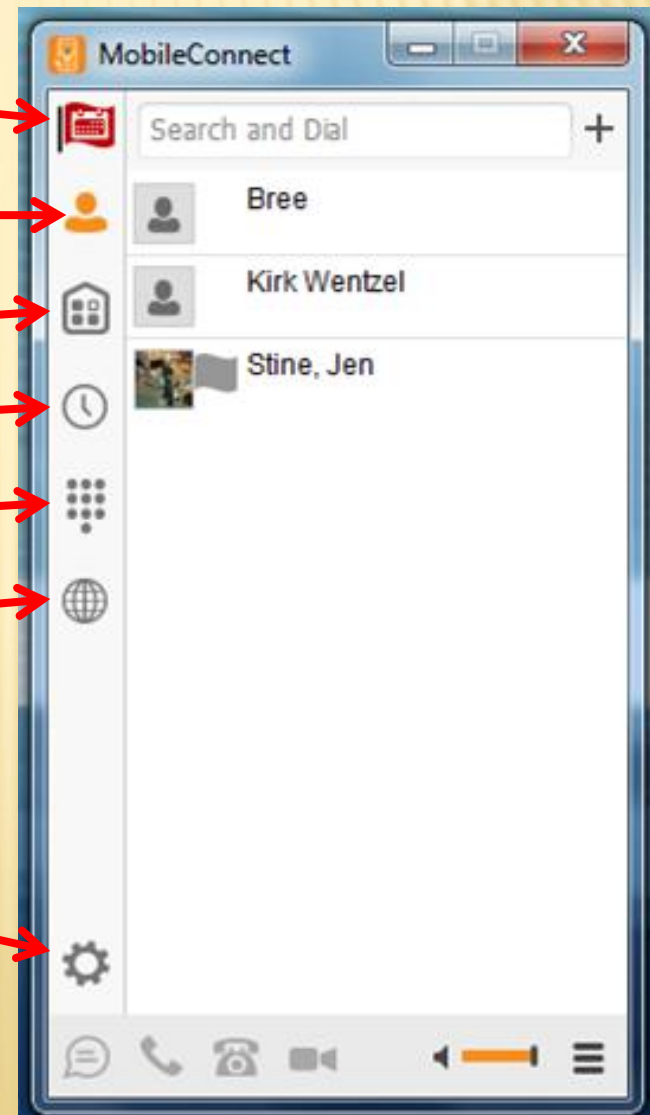 MobileConnect
Search and Dial
Bree
Kirk Wentzel
Stine, Jen